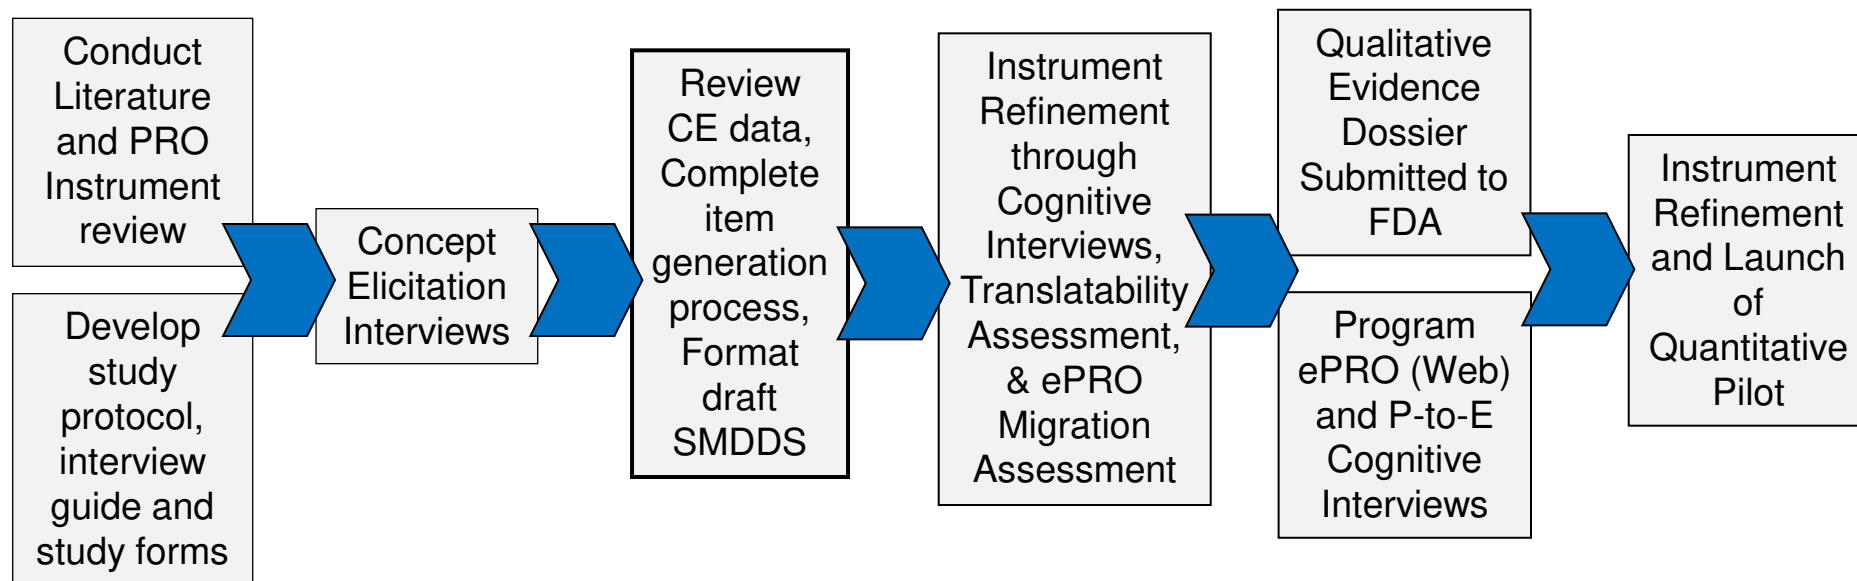 Conduct
Literature
and PRO
Instrument
review
Develop
study
protocol,
interview
guide and
study forms
Concept
Elicitation
Interviews
Review
CE data,
Complete
item
generation
process,
Format
draft
SMDDS
Instrument
Refinement
through
Cognitive
Interviews,
Translatability
Assessment,
& ePRO
Migration
Assessment
Qualitative
Evidence
Dossier
Submitted to
FDA
Program
ePRO (Web)
and P-to-E
Cognitive
Interviews
Instrument
Refinement
and Launch
of
Quantitative
Pilot